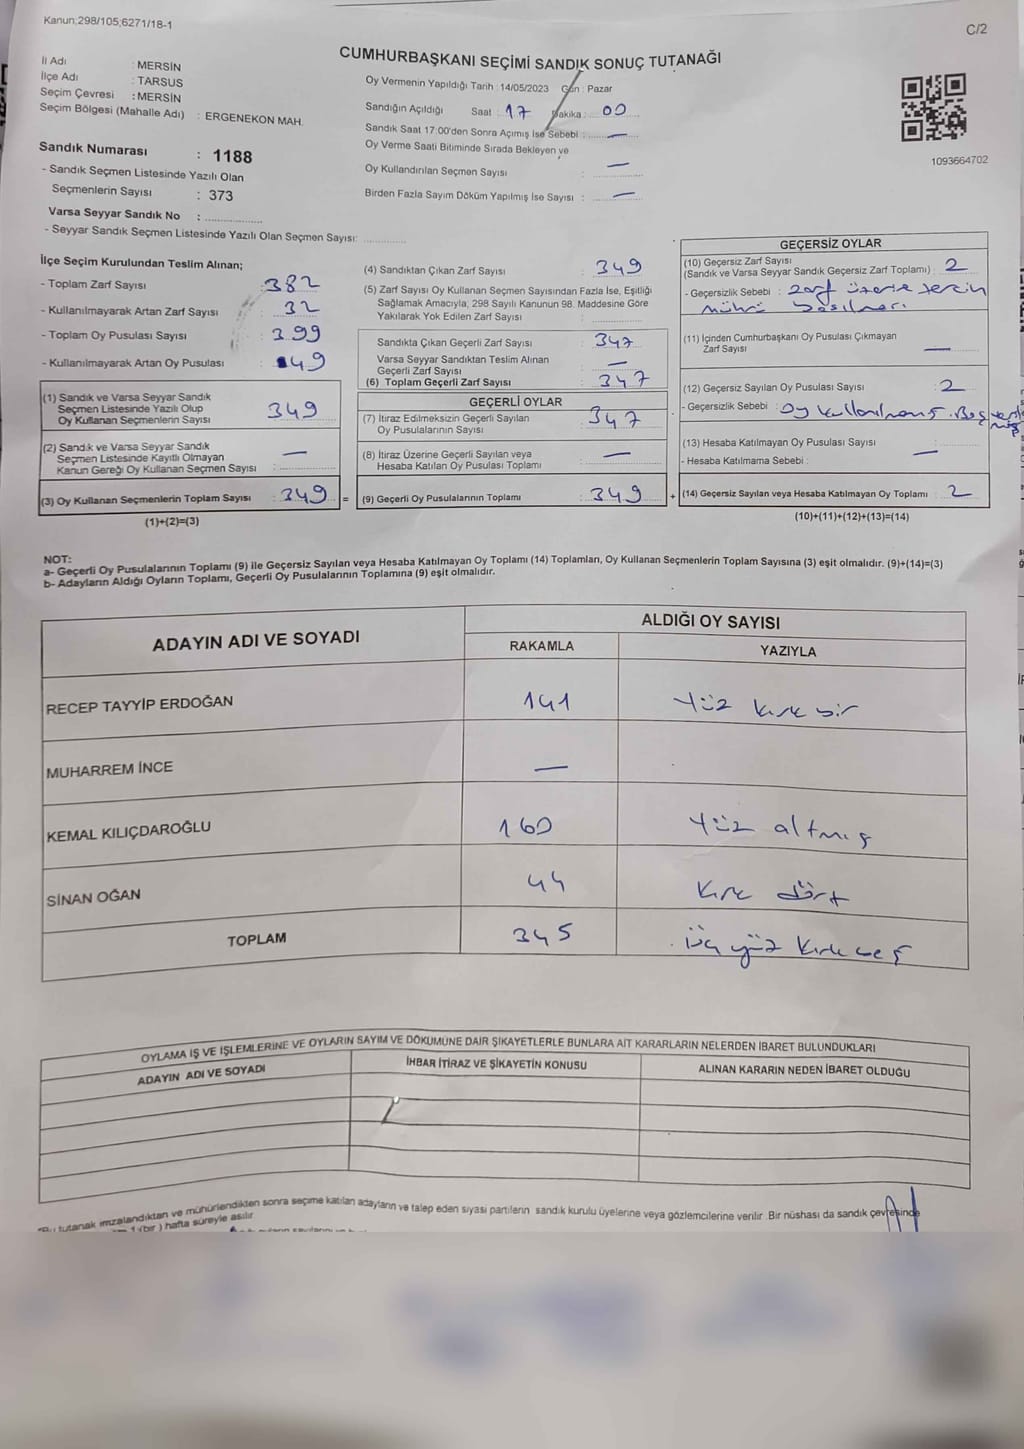 Kanun;298/105,6271/18-1
C/2
CUMHURBAŞKANI SEÇİMİ SANDIK SONUÇ TUTANAĞI
İl Adı : MERSİN
İlçe Adı : TARSUS
Seçim Çevresi : MERSİN
Seçim Bölgesi (Mahalle Adı) : ERGENEKON MAH.
Sandık Numarası : 1188
- Sandık Seçmen Listesinde Yazılı Olan
Seçmenlerin Sayısı : 373
Varsa Seyyar Sandık No :
- Seyyar Sandık Seçmen Listesinde Yazılı Olan Seçmen Sayısı:
Oy Vermenin Yapıldığı Tarih : 14/05/2023 Gün : Pazar
Sandığın Açıldığı Saat : 17 Dakika : 00
Sandık Saat 17:00'den Sonra Açımış İse Sebebi : —
Oy Verme Saati Bitiminde Sırada Bekleyen ve
Oy Kullandırılan Seçmen Sayısı : —
Birden Fazla Sayım Döküm Yapılmış İse Sayısı : —
1093664702
İlçe Seçim Kurulundan Teslim Alınan;
- Toplam Zarf Sayısı : 382
- Kullanılmayarak Artan Zarf Sayısı : 32
- Toplam Oy Pusulası Sayısı : 399
- Kullanılmayarak Artan Oy Pusulası : 49
(1) Sandık ve Varsa Seyyar Sandık
Seçmen Listesinde Yazılı Olup
Oy Kullanan Seçmenlerin Sayısı : 349
(2) Sandık ve Varsa Seyyar Sandık
Seçmen Listesinde Kayıtlı Olmayan
Kanun Gereği Oy Kullanan Seçmen Sayısı : —
(3) Oy Kullanan Seçmenlerin Toplam Sayısı : 349 =
(1)+(2)=(3)
(4) Sandıktan Çıkan Zarf Sayısı : 349
(5) Zarf Sayısı Oy Kullanan Seçmen Sayısından Fazla İse, Eşitliği
Sağlamak Amacıyla, 298 Sayılı Kanunun 98. Maddesine Göre
Yakılarak Yok Edilen Zarf Sayısı :
Sandıkta Çıkan Geçerli Zarf Sayısı : 347
Varsa Seyyar Sandıktan Teslim Alınan
Geçerli Zarf Sayısı : —
(6) Toplam Geçerli Zarf Sayısı : 347
GEÇERLİ OYLAR
(7) İtiraz Edilmeksizin Geçerli Sayılan
Oy Pusulalarının Sayısı : 347
(8) İtiraz Üzerine Geçerli Sayılan veya
Hesaba Katılan Oy Pusulası Toplamı : —
(9) Geçerli Oy Pusulalarının Toplamı : 349 +
GEÇERSİZ OYLAR
(10) Geçersiz Zarf Sayısı
(Sandık ve Varsa Seyyar Sandık Geçersiz Zarf Toplamı) : 2
- Geçersizlik Sebebi : zarf üzerine tercih
mührü basılması
(11) İçinden Cumhurbaşkanı Oy Pusulası Çıkmayan
Zarf Sayısı —
(12) Geçersiz Sayılan Oy Pusulası Sayısı : 2
- Geçersizlik Sebebi : Oy kullanılmamış. Boş
(13) Hesaba Katılmayan Oy Pusulası Sayısı : —
- Hesaba Katılmama Sebebi :
(14) Geçersiz Sayılan veya Hesaba Katılmayan Oy Toplamı : 2
(10)+(11)+(12)+(13)=(14)
NOT:
a- Geçerli Oy Pusulalarının Toplamı (9) ile Geçersiz Sayılan veya Hesaba Katılmayan Oy Toplamı (14) Toplamları, Oy Kullanan Seçmenlerin Toplam Sayısına (3) eşit olmalıdır. (9)+(14)=(3)
b- Adayların Aldığı Oyların Toplamı, Geçerli Oy Pusulalarının Toplamına (9) eşit olmalıdır.
ADAYIN ADI VE SOYADI ALDIĞI OY SAYISI
RAKAMLA YAZIYLA
RECEP TAYYİP ERDOĞAN 141 Yüz kırk bir
MUHARREM İNCE —
KEMAL KILIÇDAROĞLU 160 Yüz altmış
SİNAN OĞAN 44 Kırk dört
TOPLAM 345 Üç yüz kırk beş
OYLAMA İŞ VE İŞLEMLERİNE VE OYLARIN SAYIM VE DÖKÜMÜNE DAİR ŞİKAYETLERLE BUNLARA AİT KARARLARIN NELERDEN İBARET BULUNDUKLARI
ADAYIN ADI VE SOYADI İHBAR İTİRAZ VE ŞİKAYETİN KONUSU ALINAN KARARIN NEDEN İBARET OLDUĞU
*Bu tutanak imzalandıktan ve mühürlendikten sonra seçime katılan adayların ve talep eden siyasi partilerin sandık kurulu üyelerine veya gözlemcilerine verilir .Bir nüshası da sandık çevresinde
1 (bir ) hafta süreyle asılır